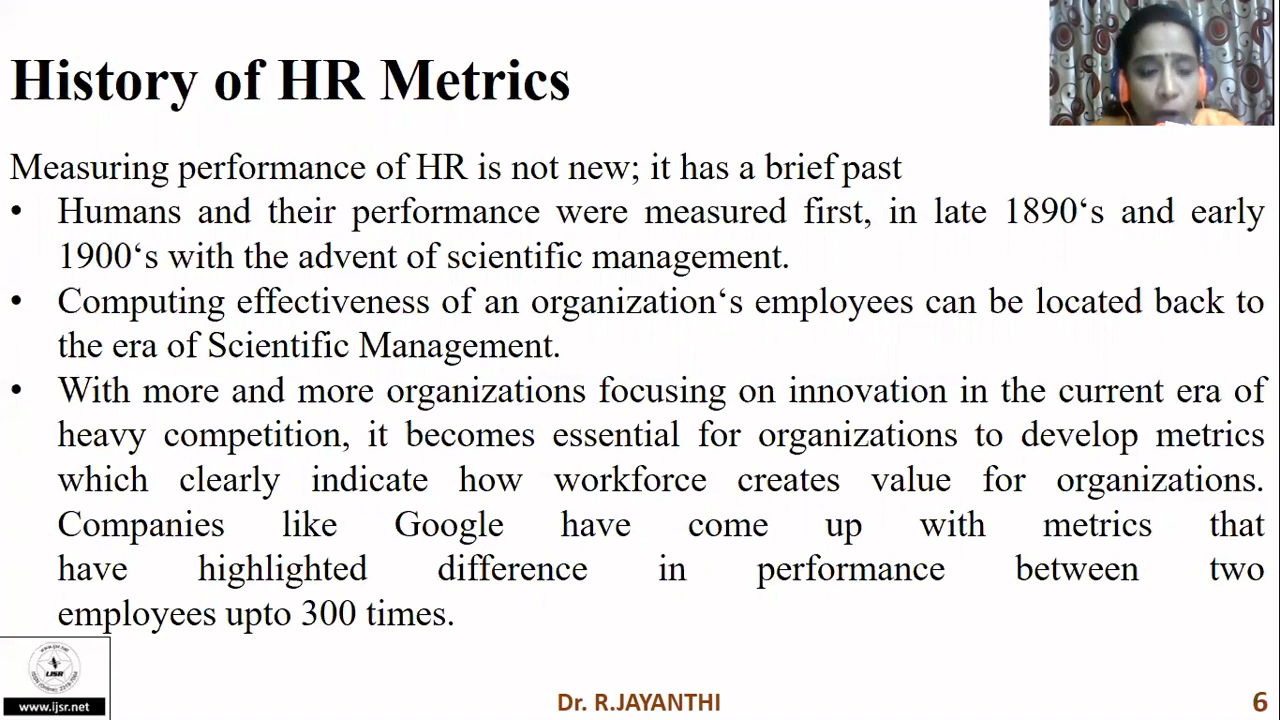 History of HR Metrics
Measuring performance of HR is not new; it has a brief past
• Humans and their performance were measured first, in late 1890‘s and early
1900‘s with the advent of scientific management.
• Computing effectiveness of an organization‘s employees can be located back to
the era of Scientific Management.
• With more and more organizations focusing on innovation in the current era of
heavy competition, it becomes essential for organizations to develop metrics
which clearly indicate how workforce creates value for organizations.
Companies like Google have come up with metrics that
have highlighted difference in performance between two
employees upto 300 times.
IJSR
www.ijsr.net
Dr. R.JAYANTHI
6